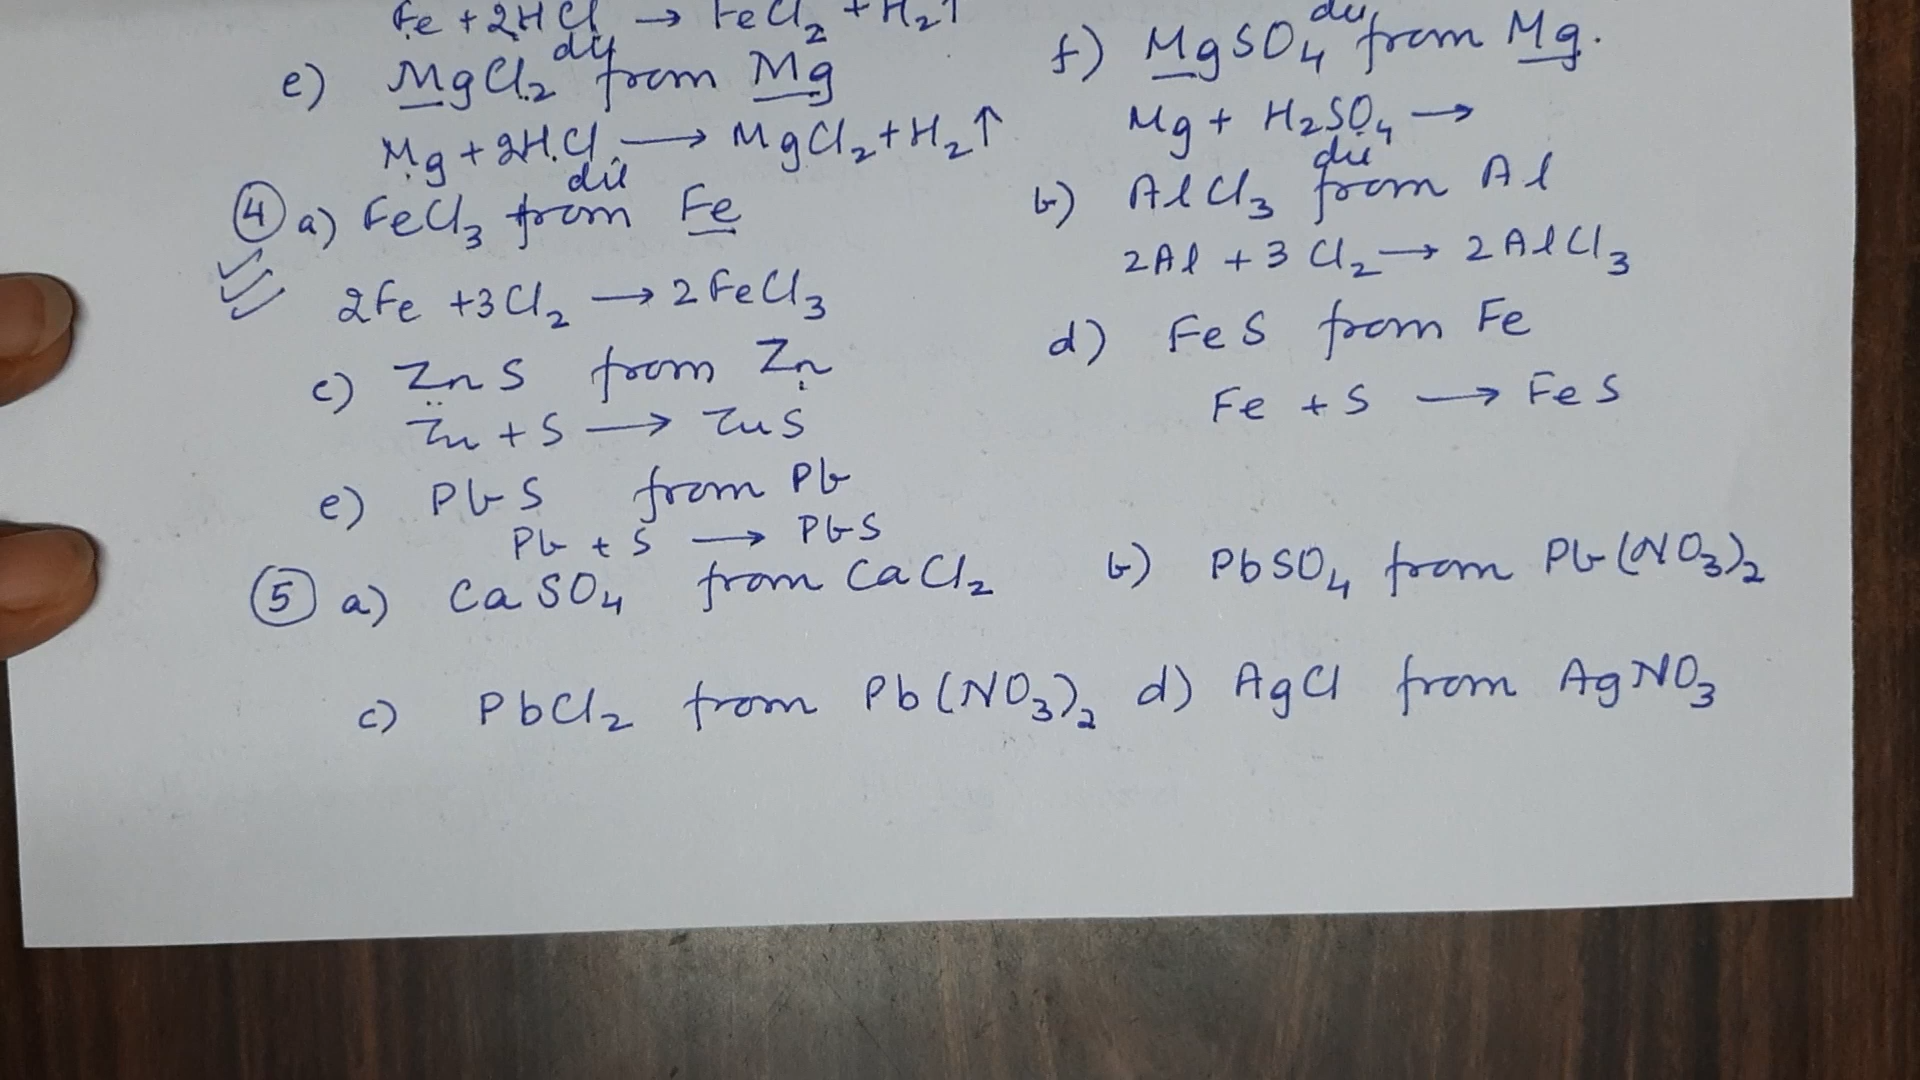 Fe + 2HCl → FeCl₂ + H₂↑
e) MgCl₂ from Mg
dil
f) MgSO₄ from Mg.
dil
Mg + 2HCl → MgCl₂ + H₂↑
Mg + H₂SO₄ →
dil
dil
④ a) FeCl₃ from Fe
b) AlCl₃ from Al
2Fe + 3Cl₂ → 2FeCl₃
2Al + 3Cl₂ → 2AlCl₃
c) ZnS from Zn
d) FeS from Fe
Zn + S → ZnS
Fe + S → FeS
e) PbS from Pb
Pb + S → PbS
⑤ a) CaSO₄ from CaCl₂
b) PbSO₄ from Pb(NO₃)₂
c) PbCl₂ from Pb(NO₃)₂
d) AgCl from AgNO₃